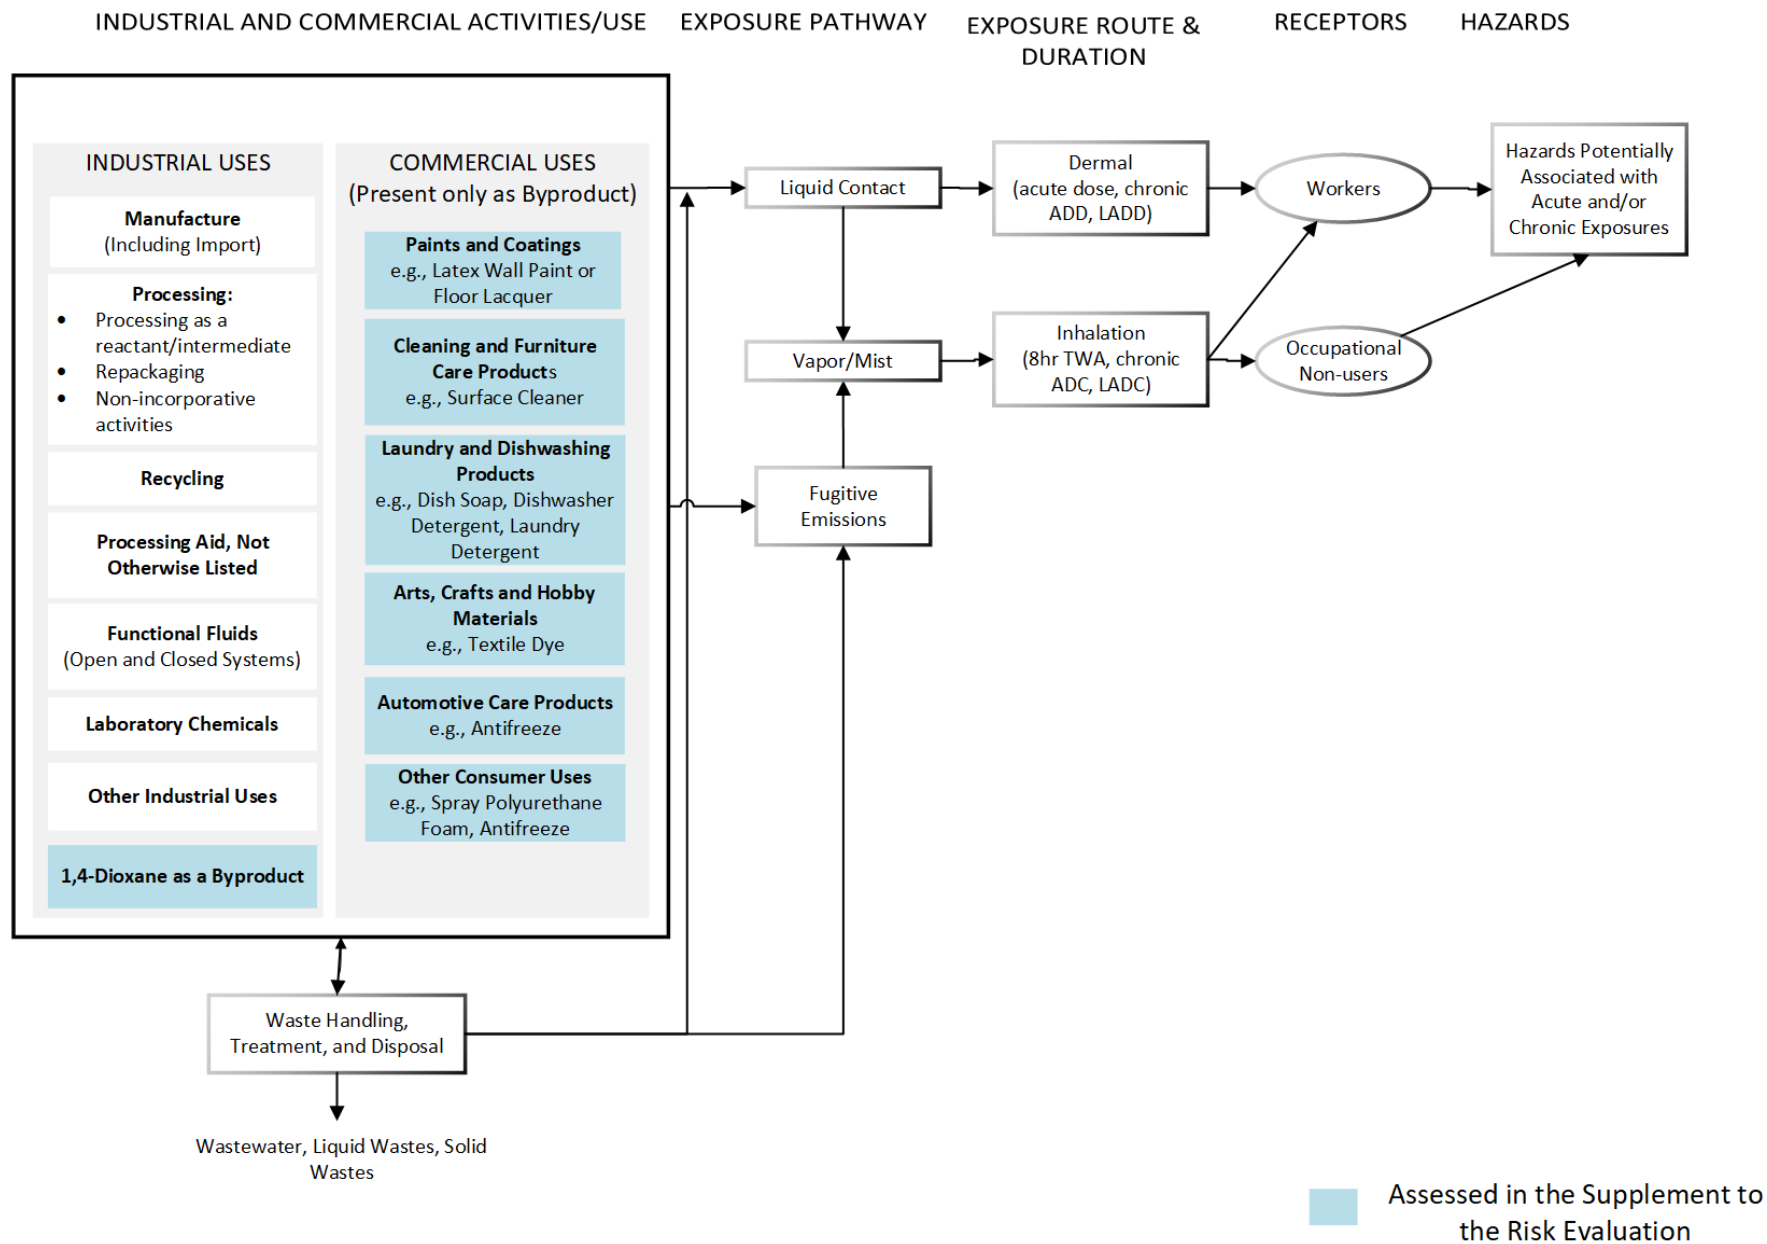 INDUSTRIAL AND COMMERCIAL ACTIVITIES/USE
EXPOSURE PATHWAY
EXPOSURE ROUTE &
DURATION
RECEPTORS
HAZARDS
INDUSTRIAL USES
Manufacture
(Including Import)
Processing:
• Processing as a
reactant/intermediate
• Repackaging
• Non-incorporative
activities
Recycling
Processing Aid, Not
Otherwise Listed
Functional Fluids
(Open and Closed Systems)
Laboratory Chemicals
Other Industrial Uses
1,4-Dioxane as a Byproduct
COMMERCIAL USES
(Present only as Byproduct)
Paints and Coatings
e.g., Latex Wall Paint or
Floor Lacquer
Cleaning and Furniture
Care Products
e.g., Surface Cleaner
Laundry and Dishwashing
Products
e.g., Dish Soap, Dishwasher
Detergent, Laundry
Detergent
Arts, Crafts and Hobby
Materials
e.g., Textile Dye
Automotive Care Products
e.g., Antifreeze
Other Consumer Uses
e.g., Spray Polyurethane
Foam, Antifreeze
Waste Handling,
Treatment, and Disposal
Wastewater, Liquid Wastes, Solid
Wastes
Liquid Contact
Vapor/Mist
Fugitive
Emissions
Dermal
(acute dose, chronic
ADD, LADD)
Inhalation
(8hr TWA, chronic
ADC, LADC)
Workers
Occupational
Non-users
Hazards Potentially
Associated with
Acute and/or
Chronic Exposures
Assessed in the Supplement to
the Risk Evaluation